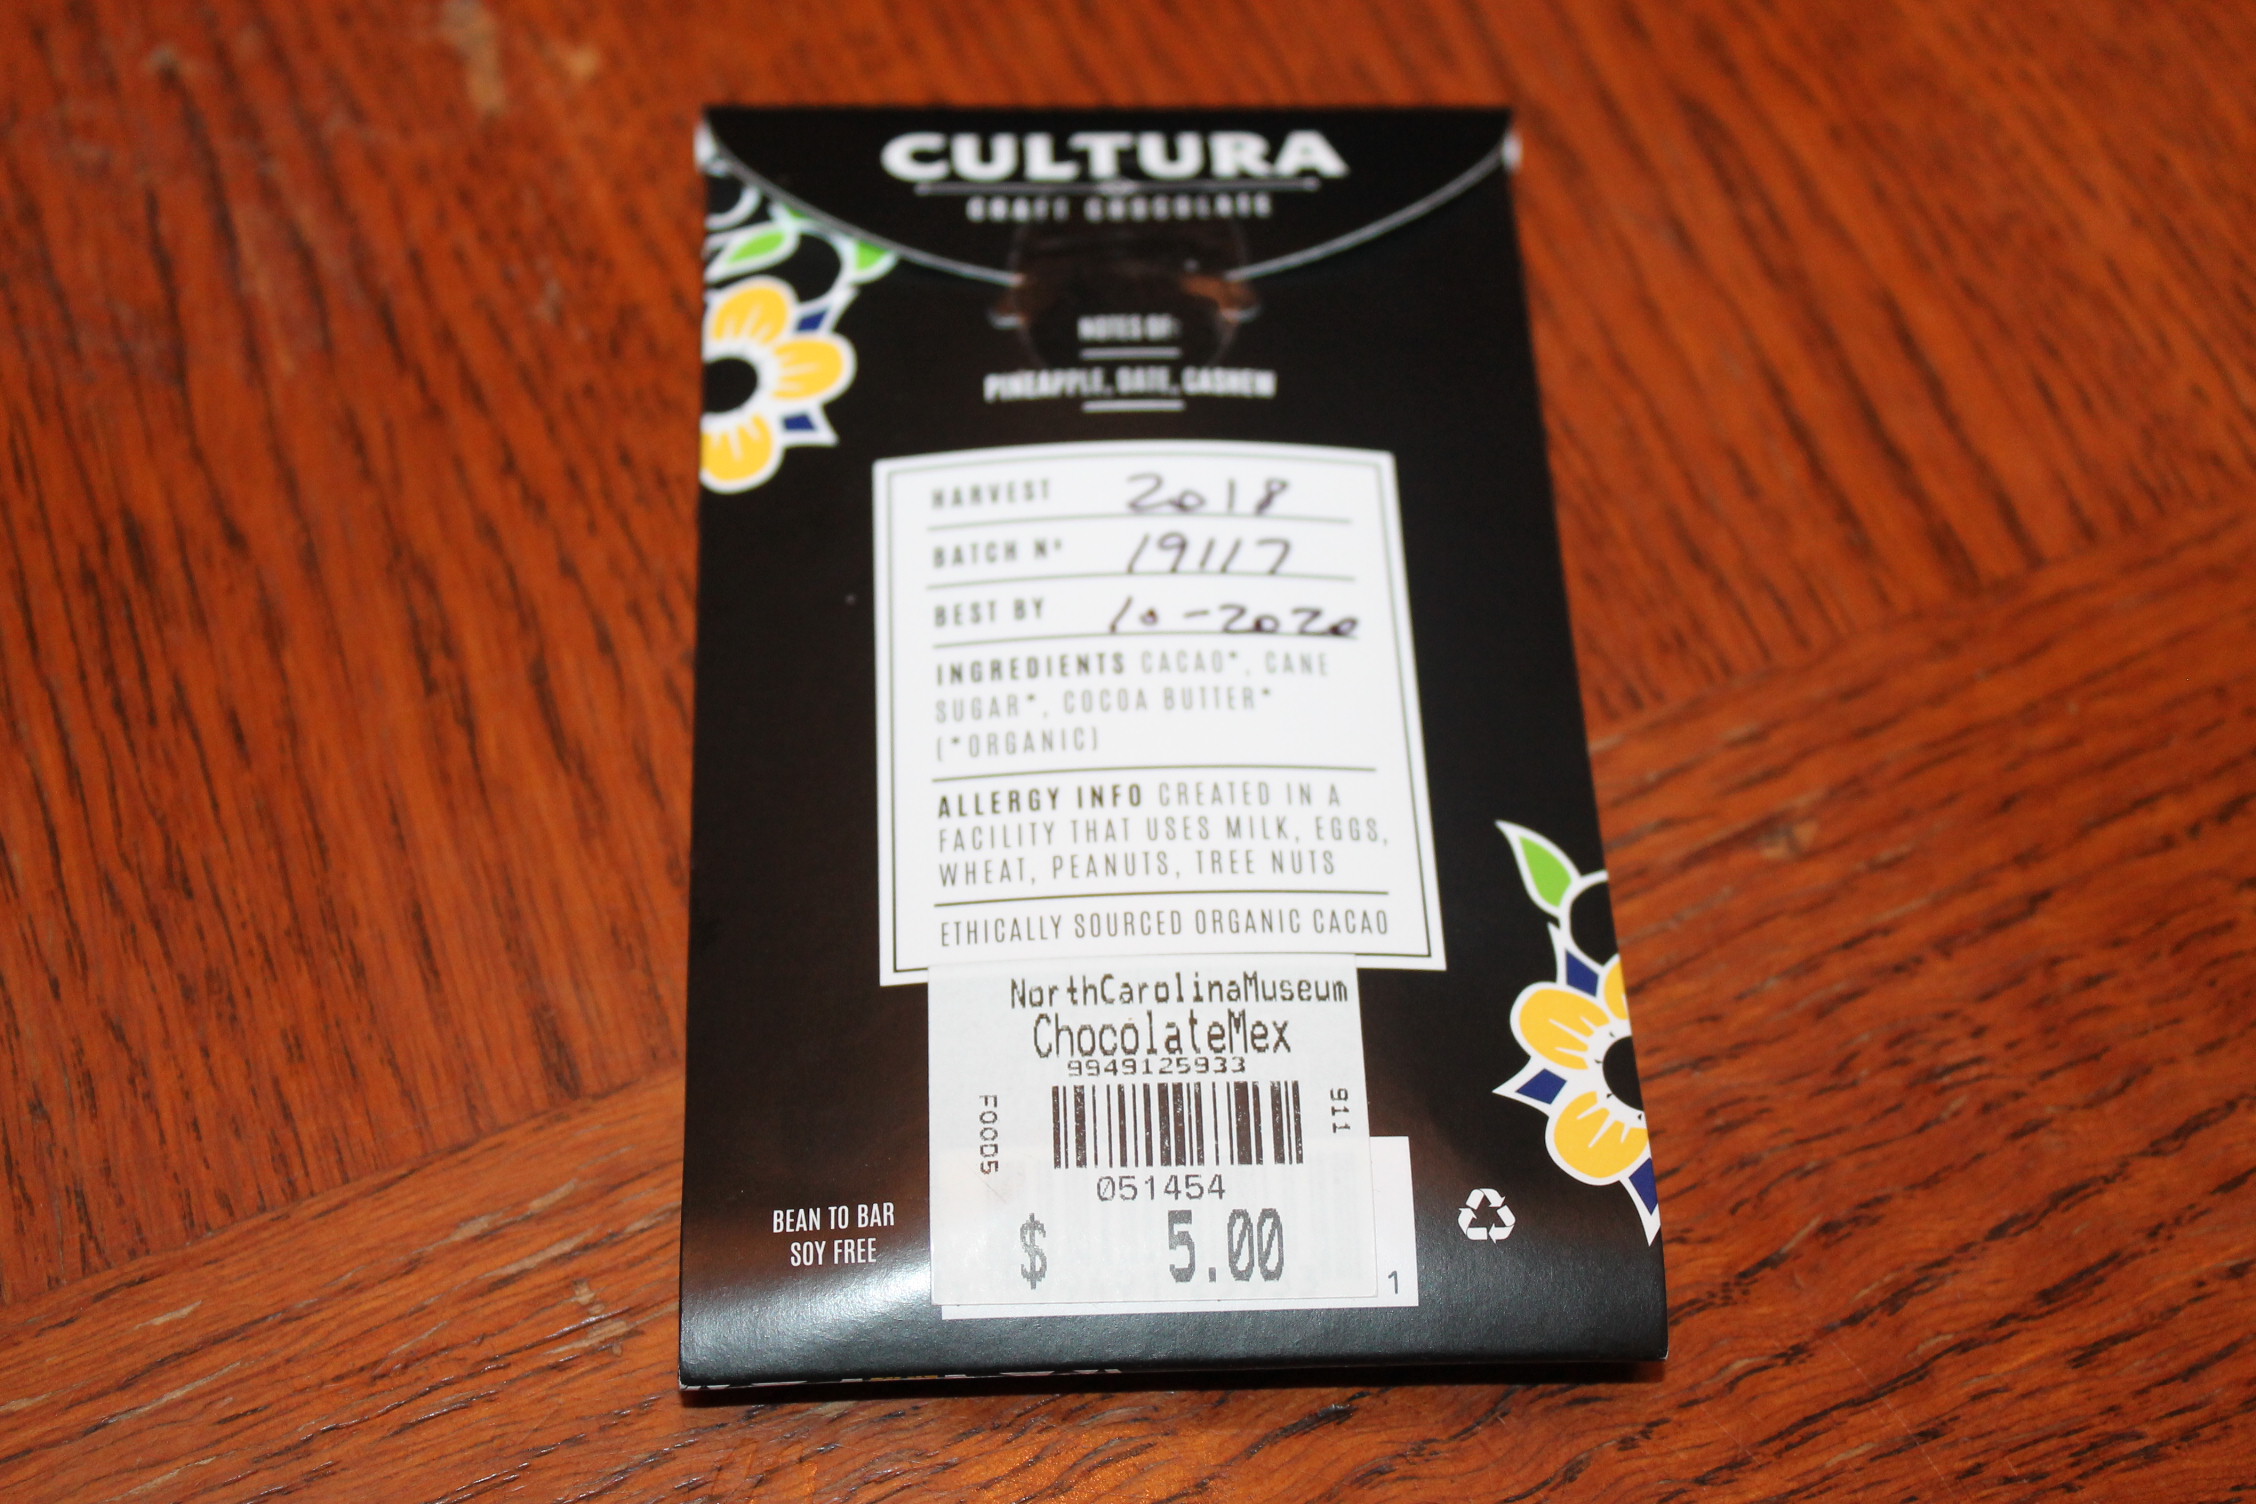 CULTURA
CRAFT CHOCOLATE
NOTES OF:
PINEAPPLE, DATE, CASHEW
HARVEST 2018
BATCH Nº 19117
BEST BY 10-2020
INGREDIENTS CACAO*, CANE
SUGAR*, COCOA BUTTER*
(*ORGANIC)
ALLERGY INFO CREATED IN A
FACILITY THAT USES MILK, EGGS,
WHEAT, PEANUTS, TREE NUTS
ETHICALLY SOURCED ORGANIC CACAO
NorthCarolinaMuseum
ChocolateMex
9949125933
FOOD5
911
051454
$ 5.00
1
BEAN TO BAR
SOY FREE